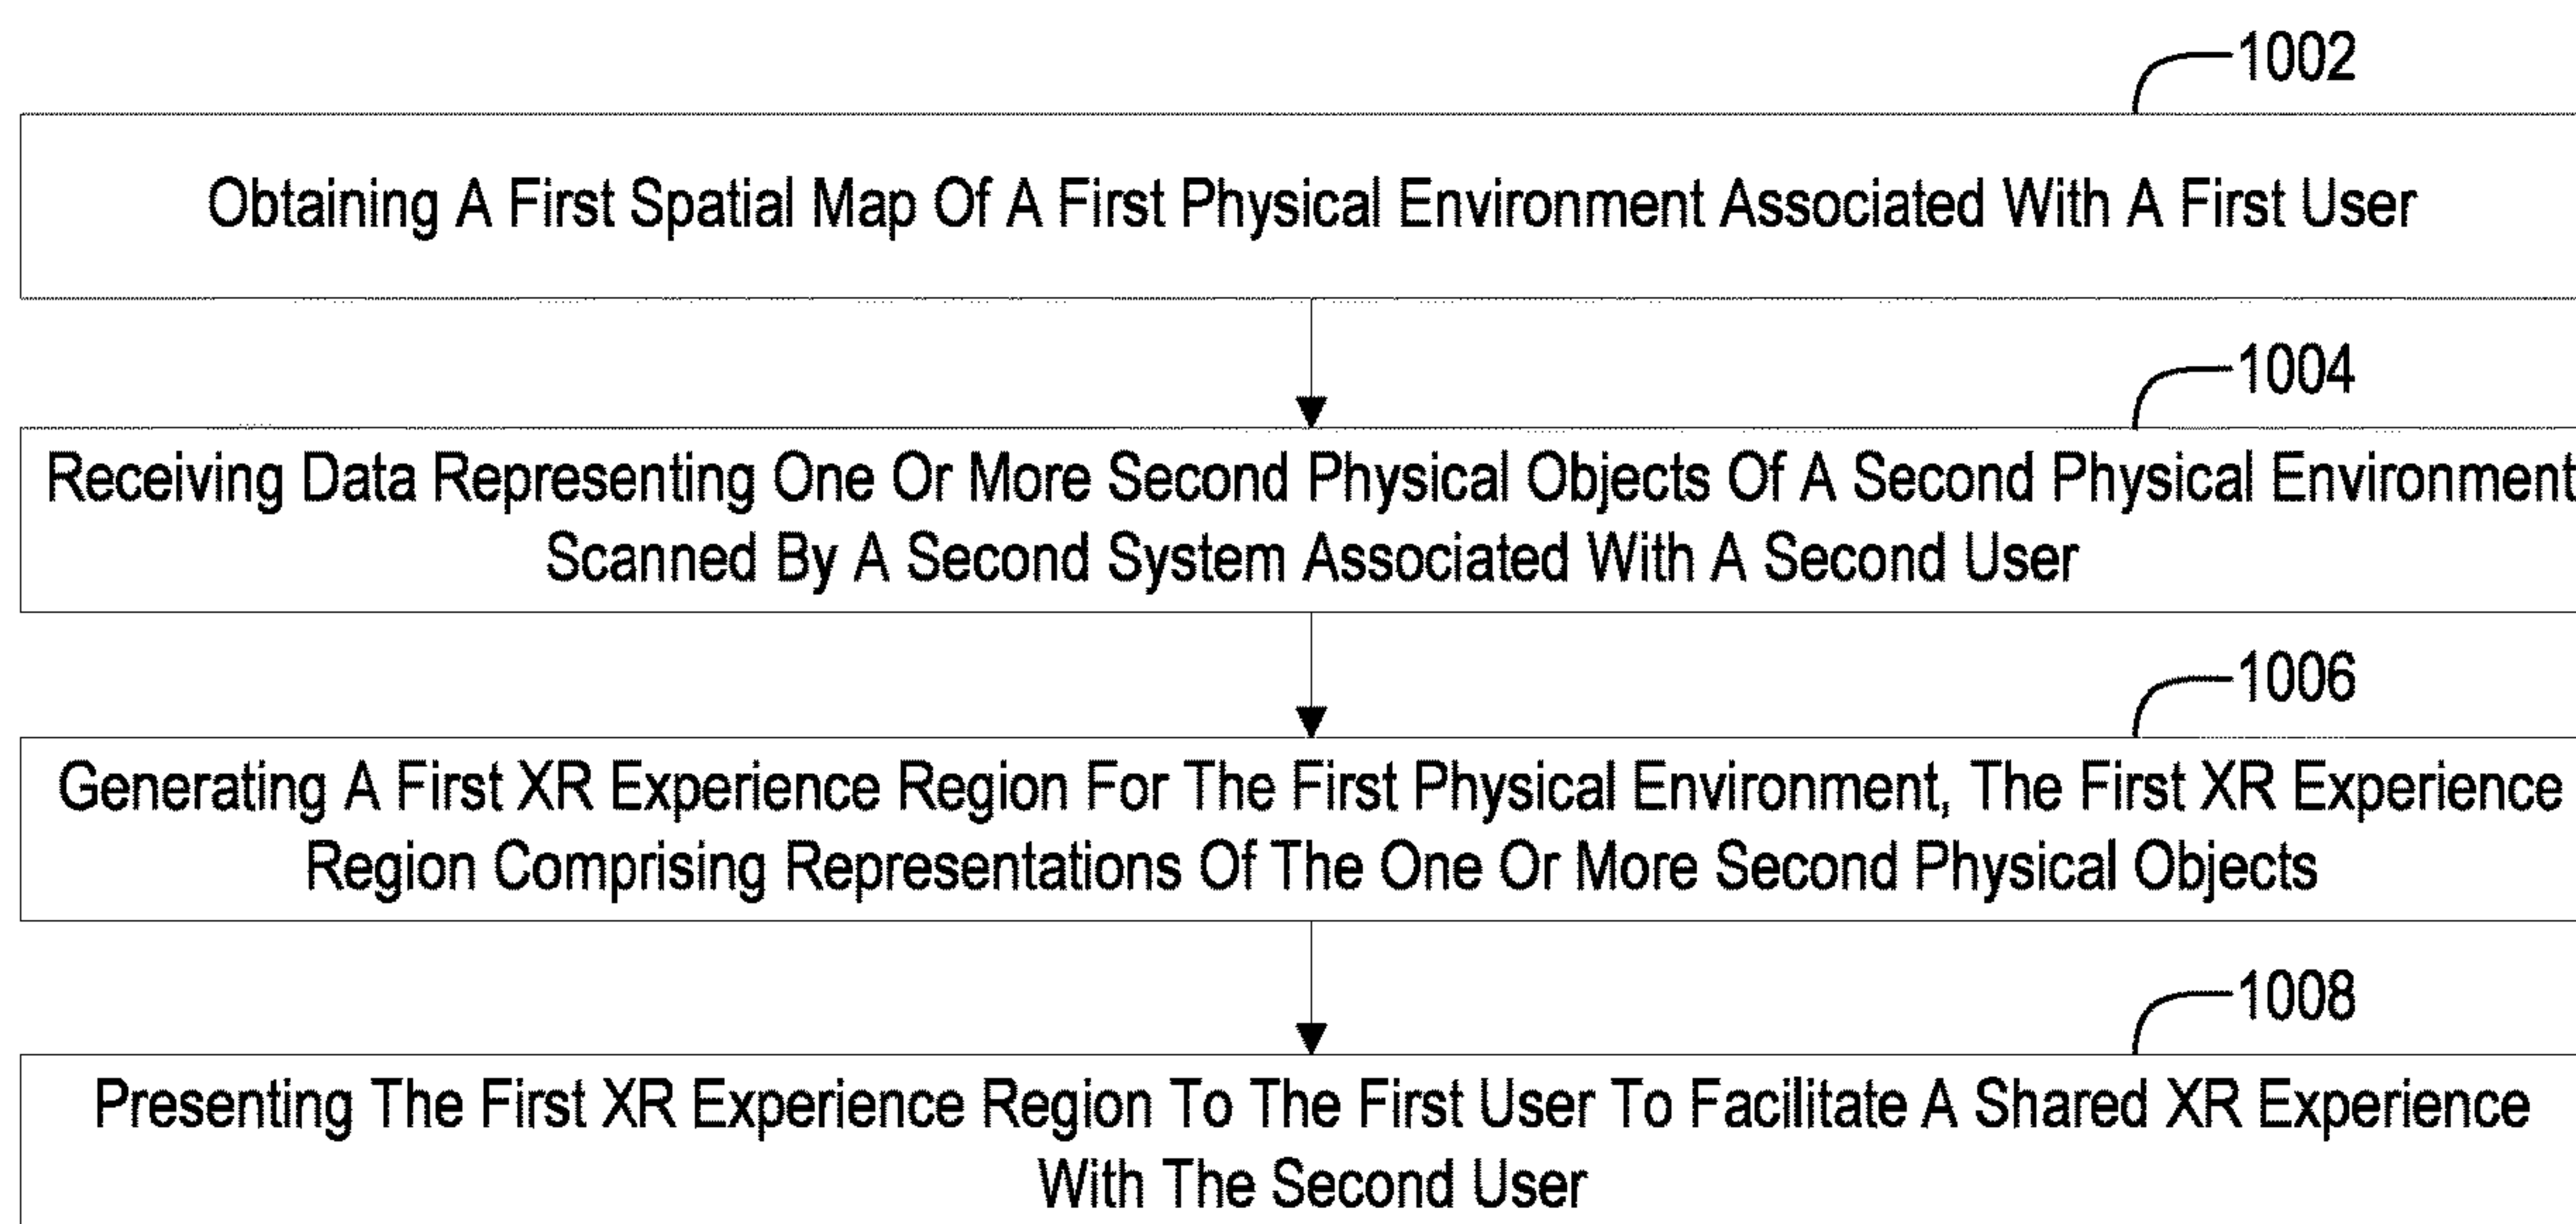 1002
Obtaining A First Spatial Map Of A First Physical Environment Associated With A First User
1004
Receiving Data Representing One Or More Second Physical Objects Of A Second Physical Environment
Scanned By A Second System Associated With A Second User
1006
Generating A First XR Experience Region For The First Physical Environment, The First XR Experience
Region Comprising Representations Of The One Or More Second Physical Objects
1008
Presenting The First XR Experience Region To The First User To Facilitate A Shared XR Experience
With The Second User